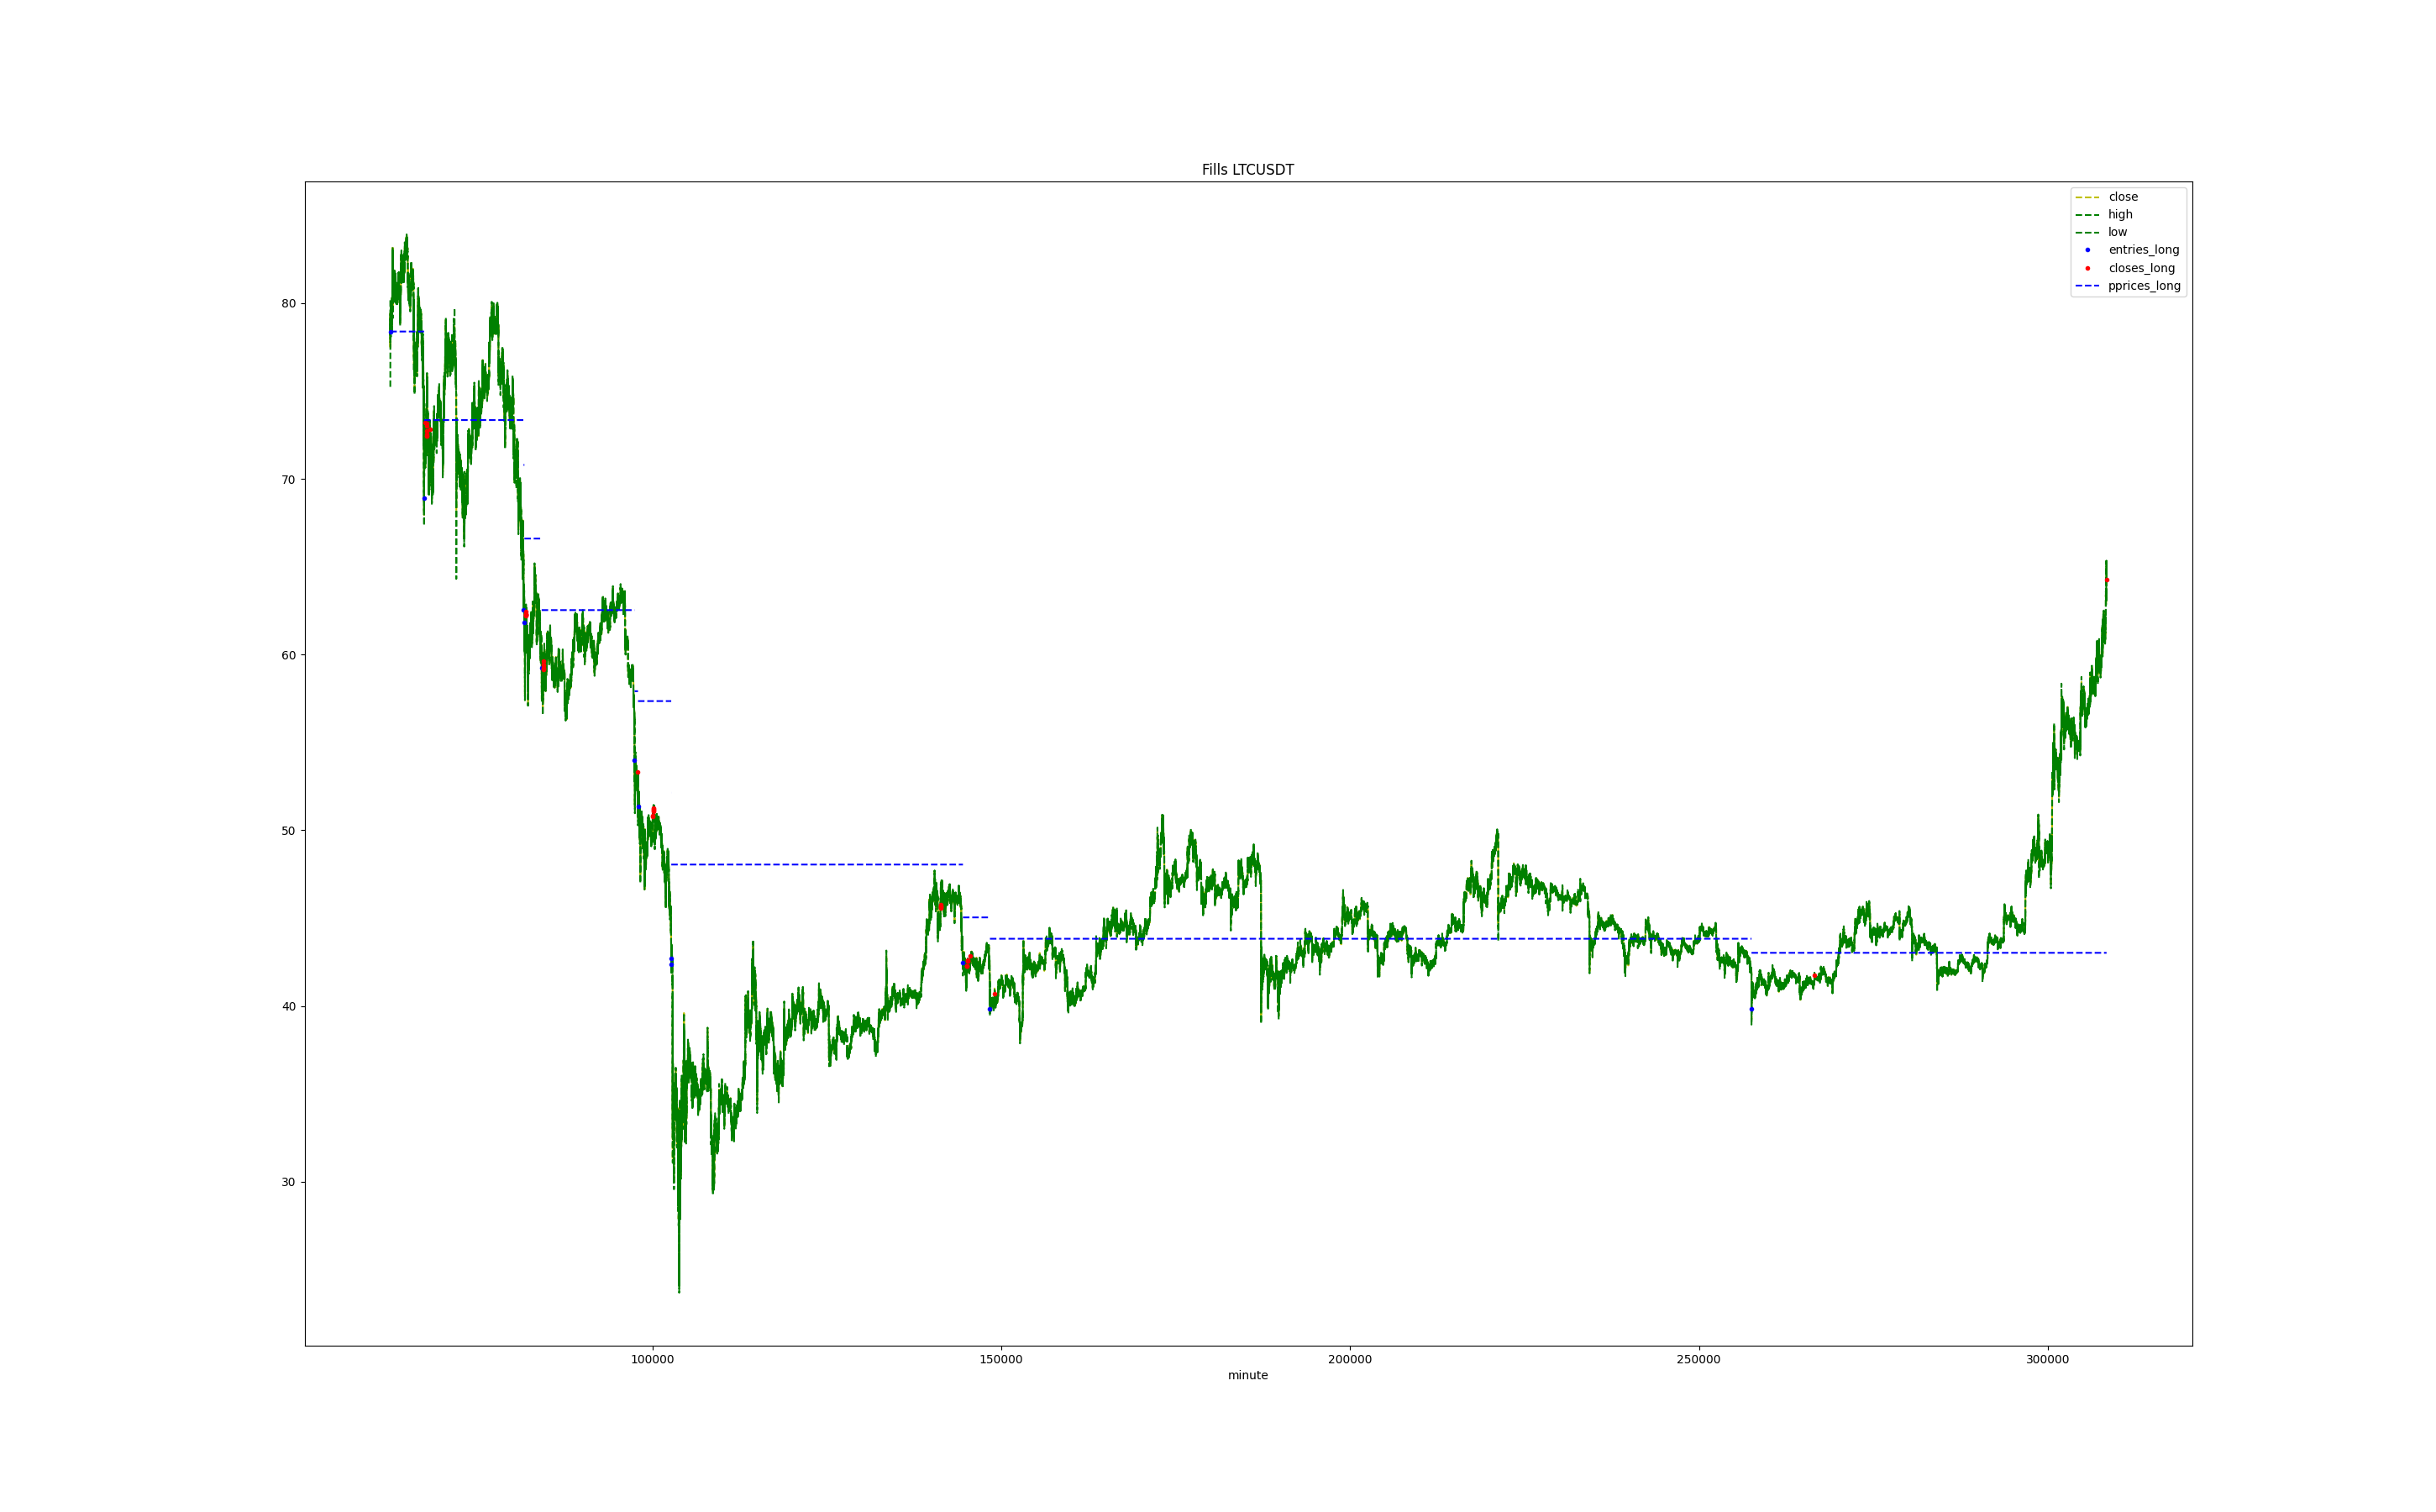 Fills LTCUSDT
close
high
low
entries_long
closes_long
pprices_long
80
70
60
50
40
30
100000
150000
200000
250000
300000
minute